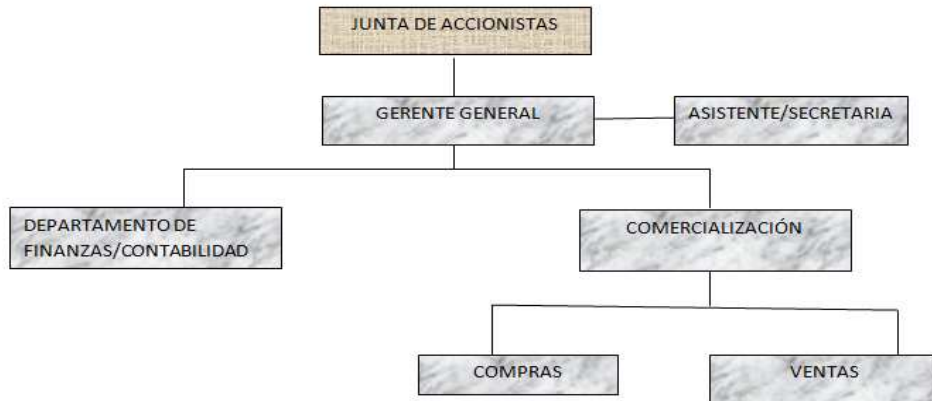 JUNTA DE ACCIONISTAS
GERENTE GENERAL
ASISTENTE/SECRETARIA
DEPARTAMENTO DE
FINANZAS/CONTABILIDAD
COMERCIALIZACIÓN
COMPRAS
VENTAS